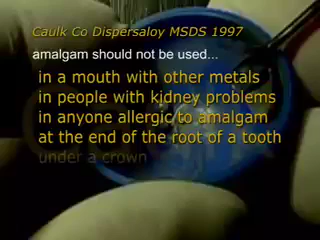 Caulk Co Dispersaloy MSDS 1997
amalgam should not be used...
in a mouth with other metals
in people with kidney problems
in anyone allergic to amalgam
at the end of the root of a tooth
under a crown